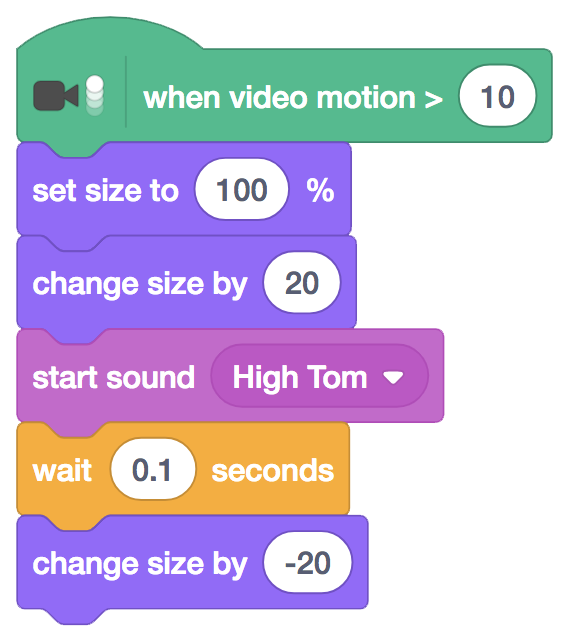 when video motion > 10
set size to 100 %
change size by 20
start sound High Tom
wait 0.1 seconds
change size by -20